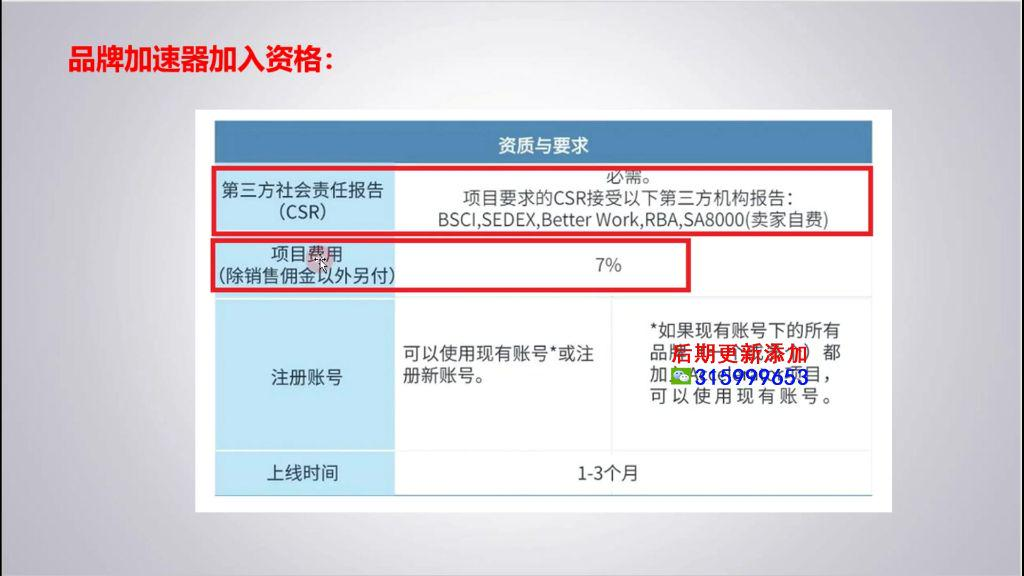 品牌加速器加入资格：
资质与要求
第三方社会责任报告
（CSR）
必需。
项目要求的CSR接受以下第三方机构报告：
BSCI,SEDEX,Better Work,RBA,SA8000(卖家自费)
项目费用
(除销售佣金以外另付)
7%
注册账号
可以使用现有账号*或注
册新账号。
*如果现有账号下的所有
品牌 都
加 项目，
可以使用现有账号。
后期更新添加
315999653
上线时间
1-3个月